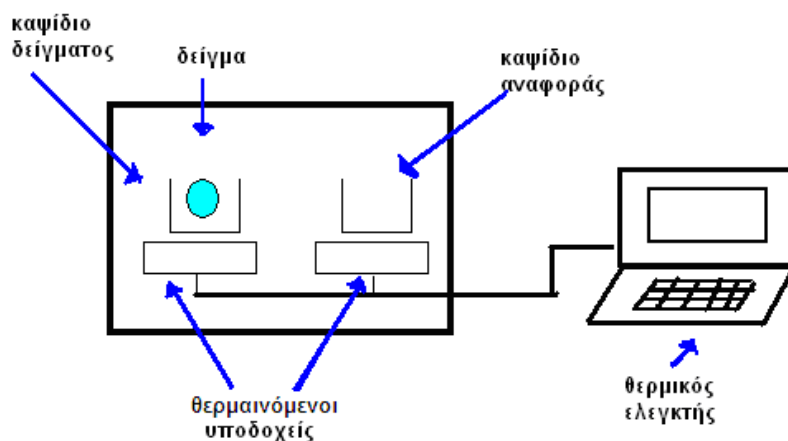 καψίδιο
δείγματος
δείγμα
καψίδιο
αναφοράς
θερμαινόμενοι
υποδοχείς
θερμικός
ελεγκτής